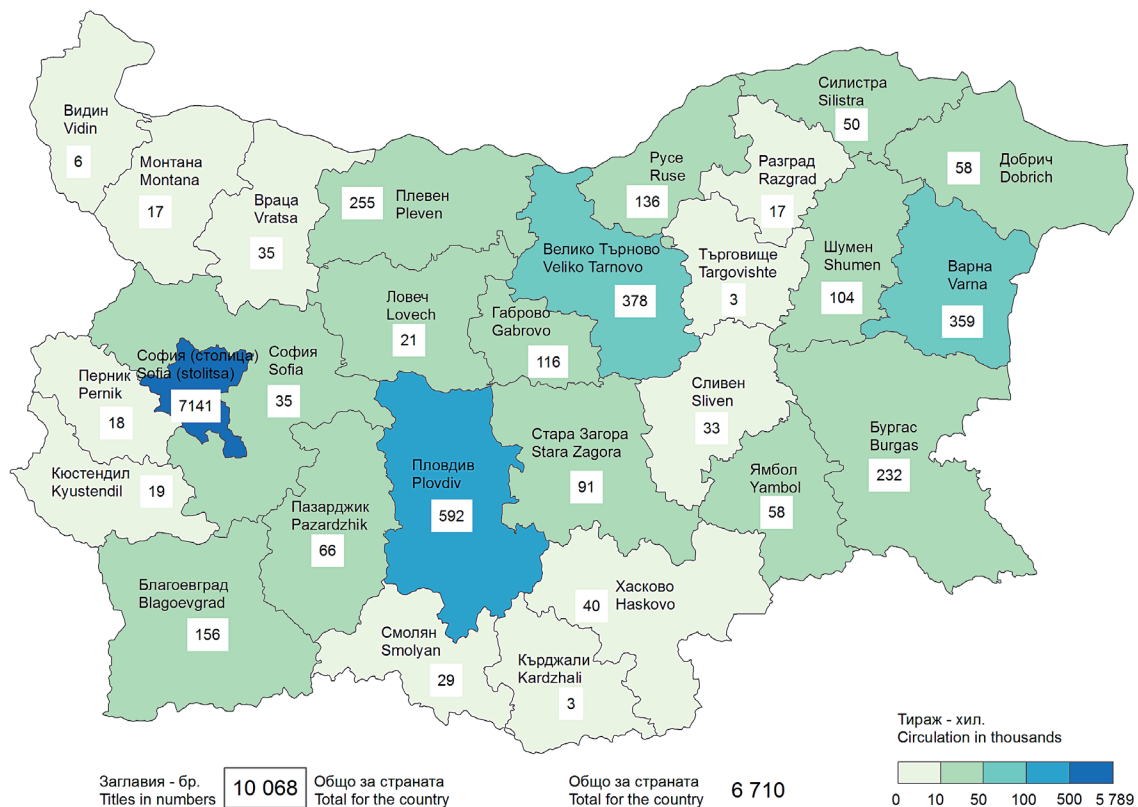 Видин
Vidin
6
Монтана
Montana
17
Враца
Vratsa
35
255
Плевен
Pleven
Велико Търново
Veliko Tarnovo
378
Русе
Ruse
136
Разград
Razgrad
17
Силистра
Silistra
50
58
Добрич
Dobrich
Търговище
Targovishte
3
Шумен
Shumen
104
Варна
Varna
359
Ловеч
Lovech
21
Габрово
Gabrovo
116
София (столица)
Sofia (stolitsa)
7141
София
Sofia
35
Перник
Pernik
18
Кюстендил
Kyustendil
19
Пловдив
Plovdiv
592
Стара Загора
Stara Zagora
91
Сливен
Sliven
33
Ямбол
Yambol
58
Бургас
Burgas
232
Пазарджик
Pazardzhik
66
Благоевград
Blagoevgrad
156
Смолян
Smolyan
29
Кърджали
Kardzhali
3
40
Хасково
Haskovo
Тираж - хил.
Circulation in thousands
0 10 50 100 500 5 789
Заглавия - бр.
Titles in numbers
10 068
Общо за страната
Total for the country
Общо за страната
Total for the country
6 710